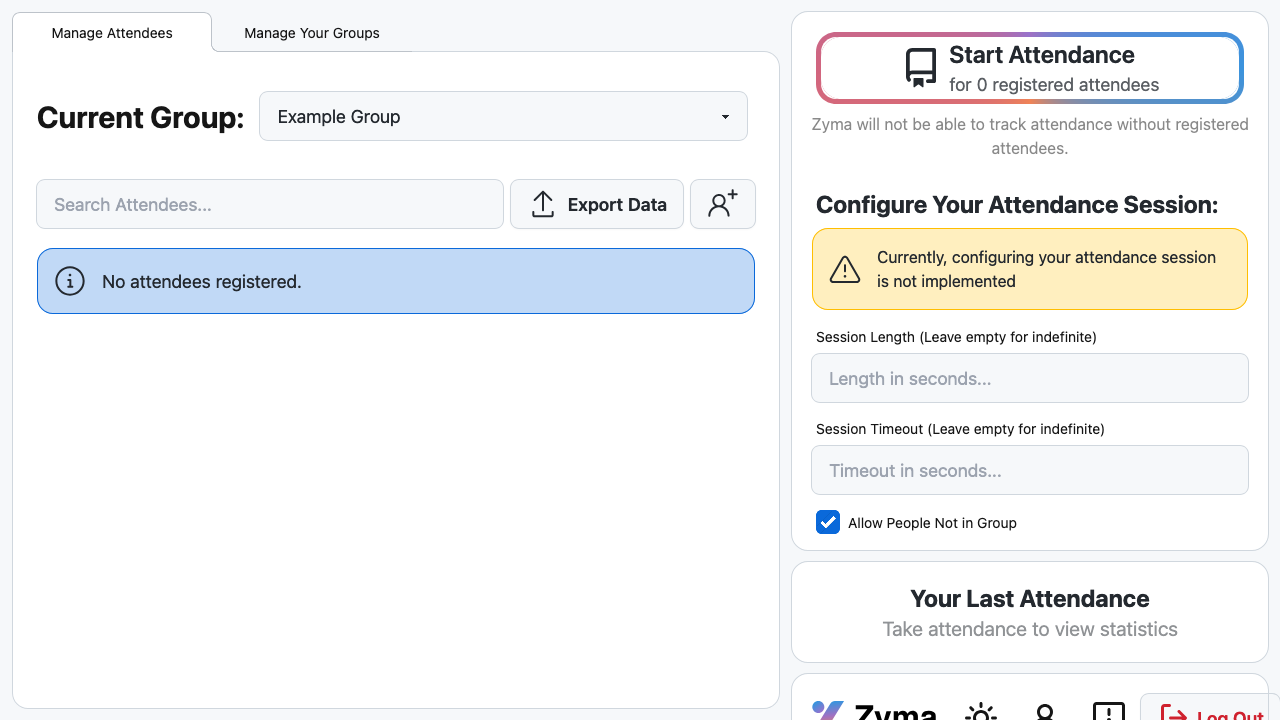 Manage Attendees
Manage Your Groups
Current Group:
Example Group
Search Attendees...
Export Data
No attendees registered.
Start Attendance
for 0 registered attendees
Zyma will not be able to track attendance without registered
attendees.
Configure Your Attendance Session:
Currently, configuring your attendance session
is not implemented
Session Length (Leave empty for indefinite)
Length in seconds...
Session Timeout (Leave empty for indefinite)
Timeout in seconds...
Allow People Not in Group
Your Last Attendance
Take attendance to view statistics
Zyma
Log Out